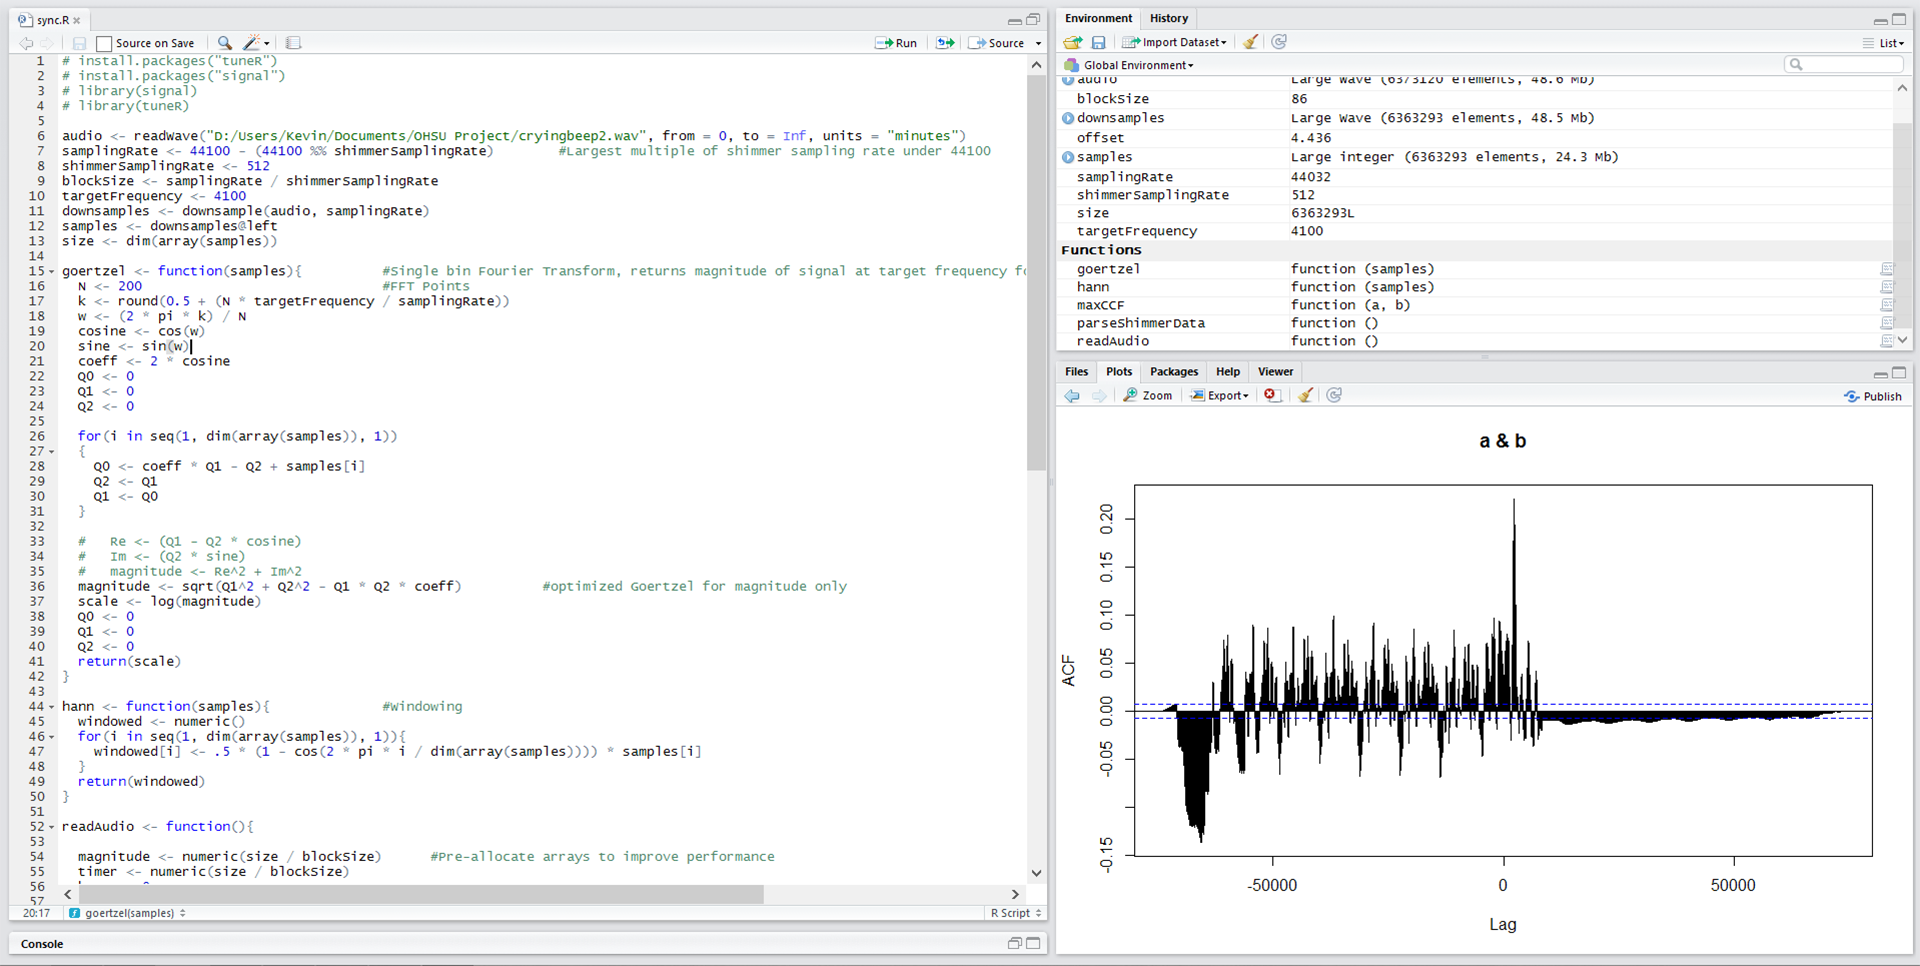 sync.R
Source on Save
Run
Source
1 # install.packages("tuneR")
2 # install.packages("signal")
3 # library(signal)
4 # library(tuneR)
5
6 audio <- readWave("D:/Users/Kevin/Documents/OHSU Project/cryingbeep2.wav", from = 0, to = Inf, units = "minutes")
7 samplingRate <- 44100 - (44100 %% shimmerSamplingRate) #Largest multiple of shimmer sampling rate under 44100
8 shimmerSamplingRate <- 512
9 blockSize <- samplingRate / shimmerSamplingRate
10 targetFrequency <- 4100
11 downsamples <- downsample(audio, samplingRate)
12 samples <- downsamples@left
13 size <- dim(array(samples))
14
15 goertzel <- function(samples){ #Single bin Fourier Transform, returns magnitude of signal at target frequency fo
16 N <- 200 #FFT Points
17 k <- round(0.5 + (N * targetFrequency / samplingRate))
18 w <- (2 * pi * k) / N
19 cosine <- cos(w)
20 sine <- sin(w)
21 coeff <- 2 * cosine
22 Q0 <- 0
23 Q1 <- 0
24 Q2 <- 0
25
26 for(i in seq(1, dim(array(samples)), 1))
27 {
28 Q0 <- coeff * Q1 - Q2 + samples[i]
29 Q2 <- Q1
30 Q1 <- Q0
31 }
32
33 # Re <- (Q1 - Q2 * cosine)
34 # Im <- (Q2 * sine)
35 # magnitude <- Re^2 + Im^2
36 magnitude <- sqrt(Q1^2 + Q2^2 - Q1 * Q2 * coeff) #optimized Goertzel for magnitude only
37 scale <- log(magnitude)
38 Q0 <- 0
39 Q1 <- 0
40 Q2 <- 0
41 return(scale)
42 }
43
44 hann <- function(samples){ #Windowing
45 windowed <- numeric()
46 for(i in seq(1, dim(array(samples)), 1)){
47 windowed[i] <- .5 * (1 - cos(2 * pi * i / dim(array(samples)))) * samples[i]
48 }
49 return(windowed)
50 }
51
52 readAudio <- function(){
53
54 magnitude <- numeric(size / blockSize) #Pre-allocate arrays to improve performance
55 timer <- numeric(size / blockSize)
56
57
20:17 goertzel(samples) R Script
Console
Environment History
Import Dataset List
Global Environment
audio Large Wave (6373120 elements, 48.6 Mb)
blockSize 86
downsamples Large Wave (6363293 elements, 48.5 Mb)
offset 4.436
samples Large integer (6363293 elements, 24.3 Mb)
samplingRate 44032
shimmerSamplingRate 512
size 6363293L
targetFrequency 4100
Functions
goertzel function (samples)
hann function (samples)
maxCCF function (a, b)
parseShimmerData function ()
readAudio function ()
Files Plots Packages Help Viewer
Zoom Export Publish
a & b
ACF
0.20
0.15
0.10
0.05
0.00
-0.05
-0.15
-50000 0 50000
Lag